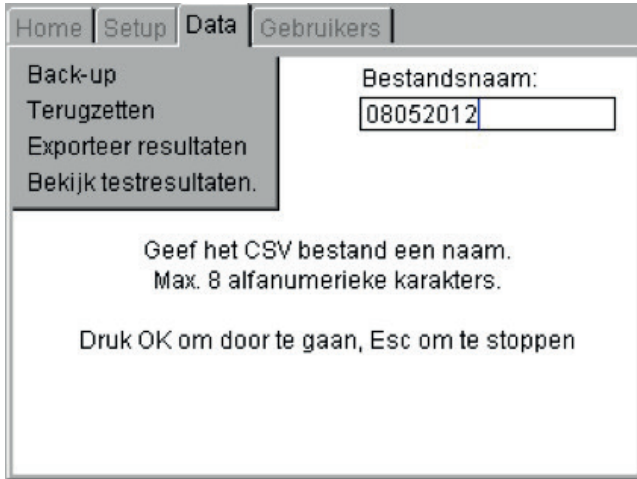 Home Setup Data Gebruikers
Back-up
Terugzetten
Exporteer resultaten
Bekijk testresultaten.
Bestandsnaam:
08052012
Geef het CSV bestand een naam.
Max. 8 alfanumerieke karakters.
Druk OK om door te gaan, Esc om te stoppen